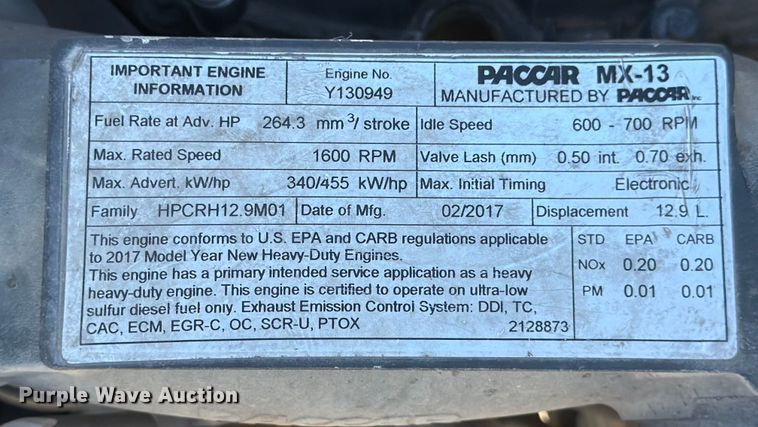 IMPORTANT ENGINE INFORMATION
Engine No. Y130949
PACCAR MX-13
MANUFACTURED BY PACCAR Inc
Fuel Rate at Adv. HP 264.3 mm³/ stroke
Idle Speed 600 - 700 RPM
Max. Rated Speed 1600 RPM
Valve Lash (mm) 0.50 int. 0.70 exh.
Max. Advert. kW/hp 340/455 kW/hp
Max. Initial Timing Electronic
Family HPCRH12.9M01
Date of Mfg. 02/2017
Displacement 12.9 L.
This engine conforms to U.S. EPA and CARB regulations applicable
to 2017 Model Year New Heavy-Duty Engines.
This engine has a primary intended service application as a heavy
heavy-duty engine. This engine is certified to operate on ultra-low
sulfur diesel fuel only. Exhaust Emission Control System: DDI, TC,
CAC, ECM, EGR-C, OC, SCR-U, PTOX 2128873
STD EPA CARB
NOx 0.20 0.20
PM 0.01 0.01
Purple Wave Auction